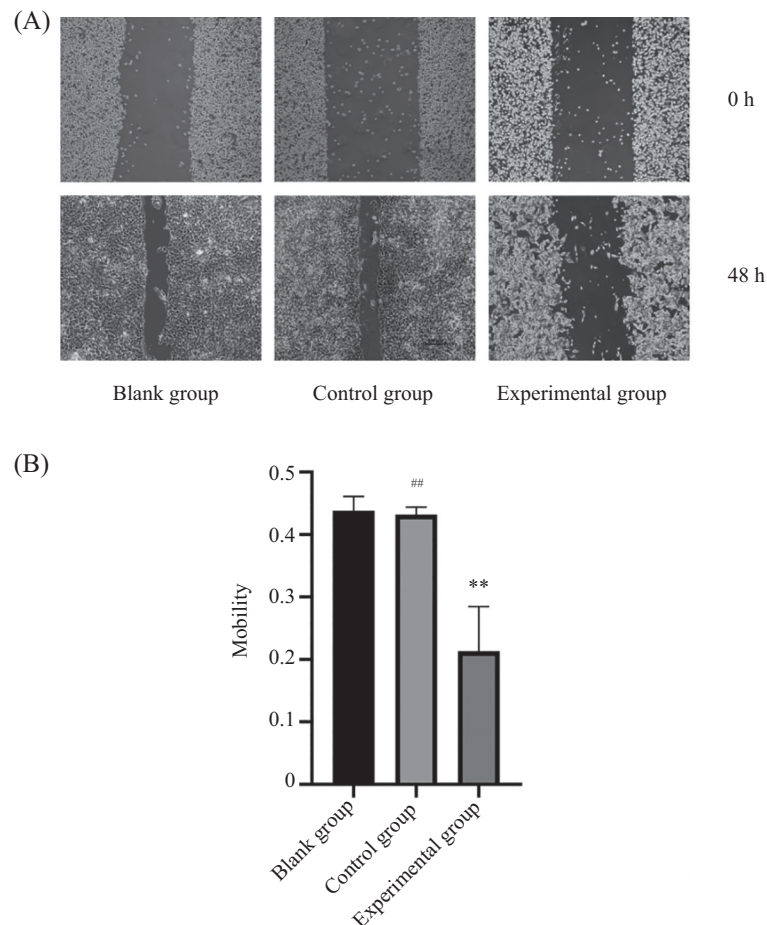 (A)
0 h
48 h
Blank group
Control group
Experimental group
(B)
0.5
##
0.4
**
0.3
Mobility
0.2
0.1
0
Blank group
Control group
Experimental group